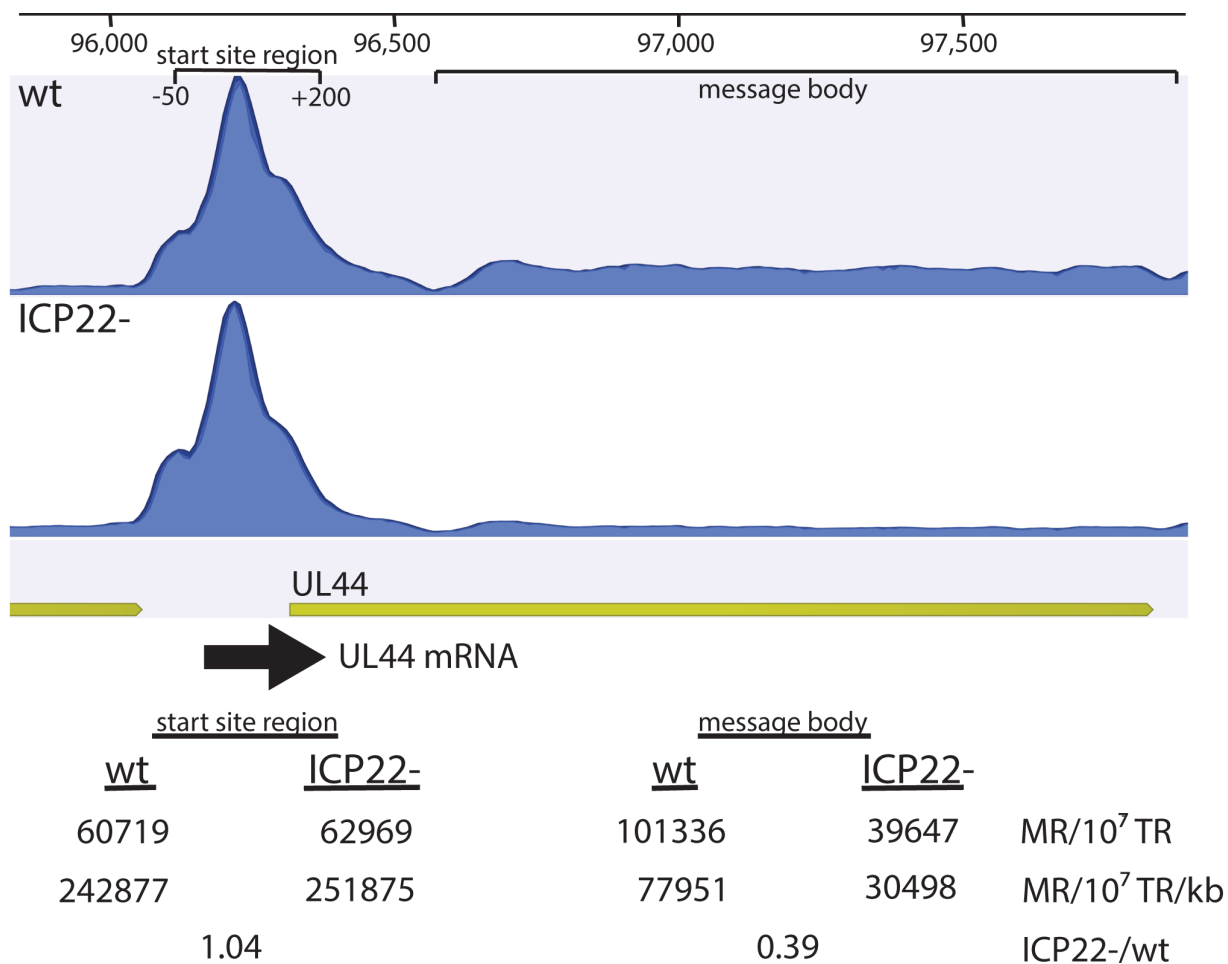 96,000 96,500 97,000 97,500
start site region
wt -50 +200 message body
ICP22-
UL44
UL44 mRNA
start site region message body
wt ICP22- wt ICP22-
60719 62969 101336 39647 MR/10⁷ TR
242877 251875 77951 30498 MR/10⁷ TR/kb
1.04 0.39 ICP22-/wt